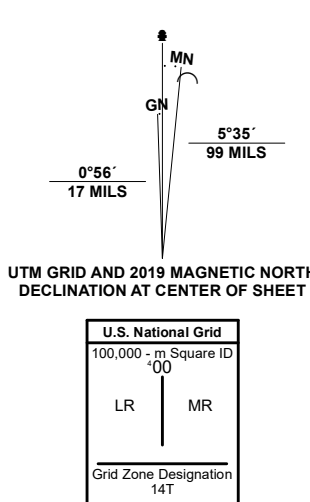 MN
GN
5°35´
99 MILS
0°56´
17 MILS
UTM GRID AND 2019 MAGNETIC NORTH
DECLINATION AT CENTER OF SHEET
U.S. National Grid
100,000 - m Square ID
⁴00
LR MR
Grid Zone Designation
14T